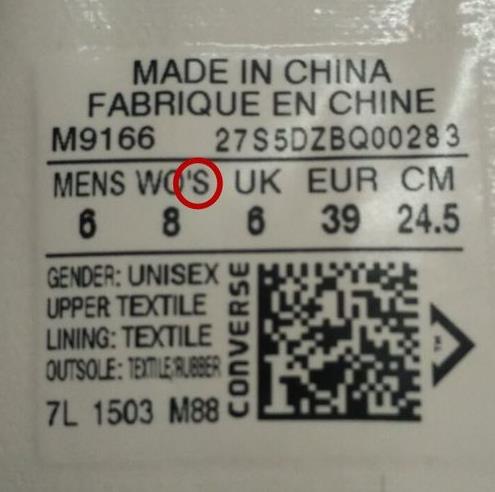 MADE IN CHINA
FABRIQUE EN CHINE
M9166 27S5DZBQ00283
MENS WO'S UK EUR CM
6 8 6 39 24.5
GENDER: UNISEX
UPPER TEXTILE
LINING: TEXTILE
OUTSOLE: TEXTILE/RUBBER
7L 1503 M88
CONVERSE
TM